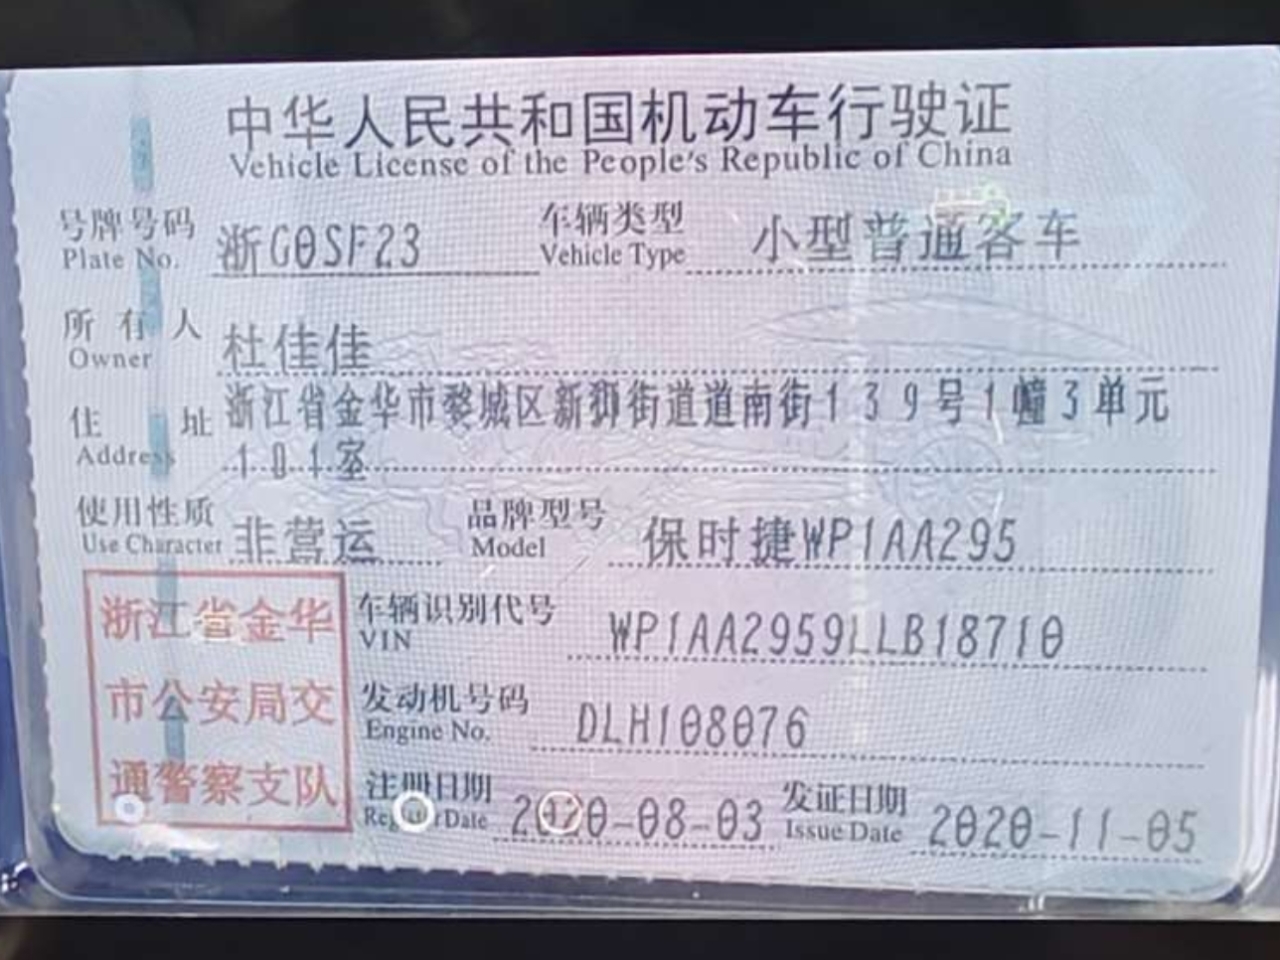 中华人民共和国机动车行驶证
Vehicle License of the People's Republic of China
号牌号码 浙G0SF23 车辆类型 小型普通客车
Plate No. Vehicle Type
所有人 杜佳佳
Owner
住址 浙江省金华市婺城区新狮街道道南街139号1幢3单元
Address 101室
使用性质 非营运 品牌型号 保时捷WP1AA295
Use Character Model
浙江省金华 车辆识别代号 WP1AA2959LLB18710
VIN
市公安局交 发动机号码 DLH108076
Engine No.
通警察支队 注册日期 2020-08-03 发证日期 2020-11-05
Register Date Issue Date